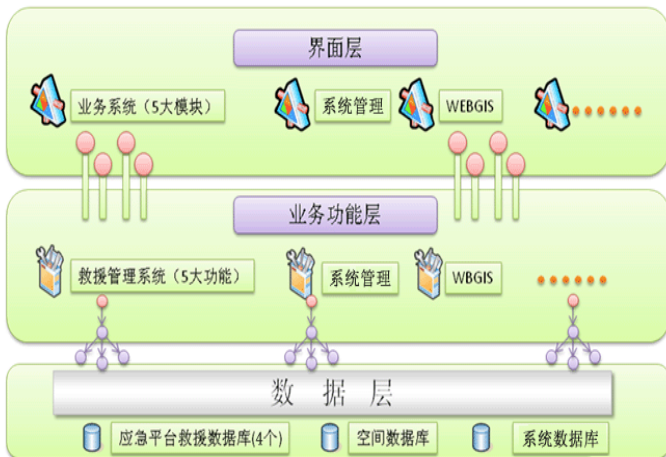 界面层
业务系统（5大模块）
系统管理
WEBGIS
业务功能层
救援管理系统（5大功能）
系统管理
WBGIS
数 据 层
应急平台救援数据库(4个)
空间数据库
系统数据库